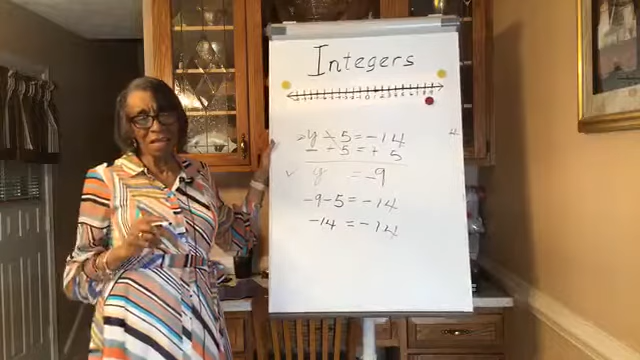 Integers
y - 5 = -14
+ 5 = + 5
y = -9
-9 - 5 = -14
-14 = -14